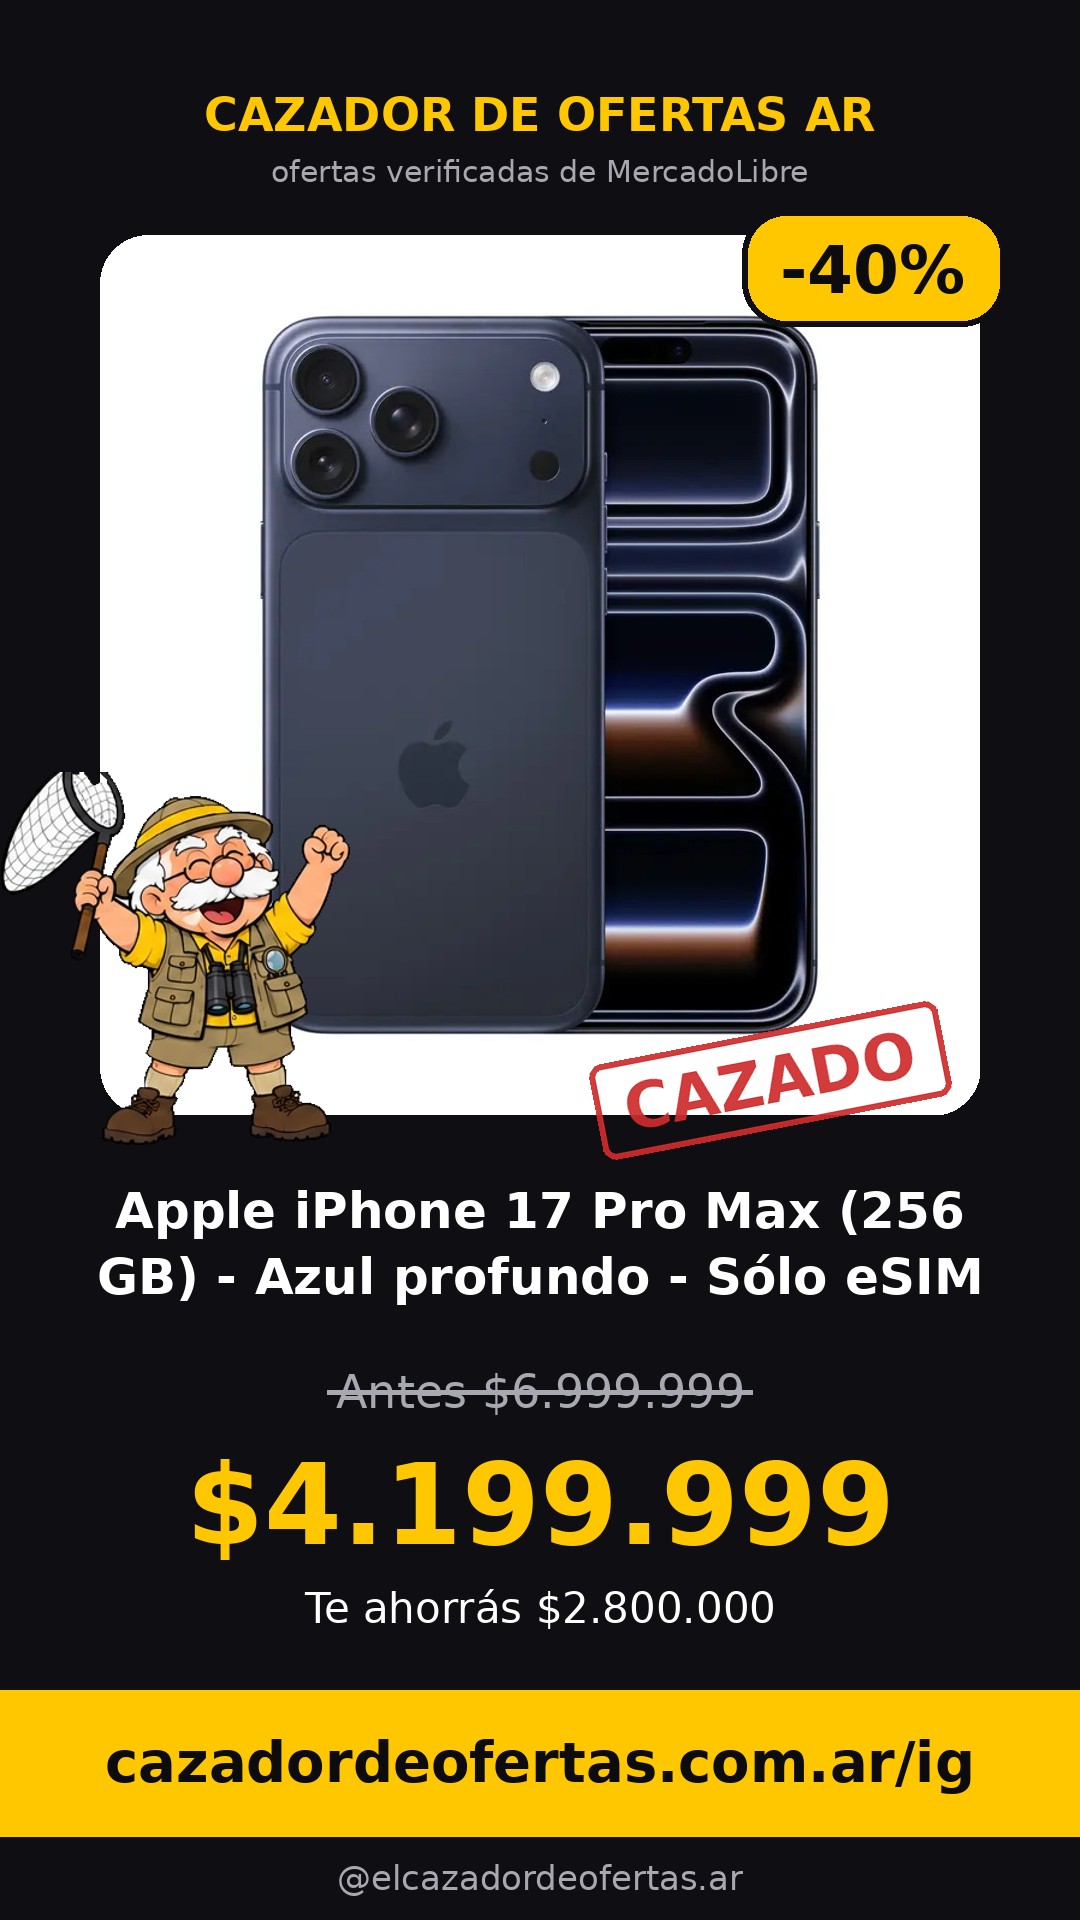 CAZADOR DE OFERTAS AR
ofertas verificadas de MercadoLibre
-40%
CAZADO
Apple iPhone 17 Pro Max (256
GB) - Azul profundo - Sólo eSIM
Antes $6.999.999
$4.199.999
Te ahorrás $2.800.000
cazadordeofertas.com.ar/ig
@elcazadordeofertas.ar